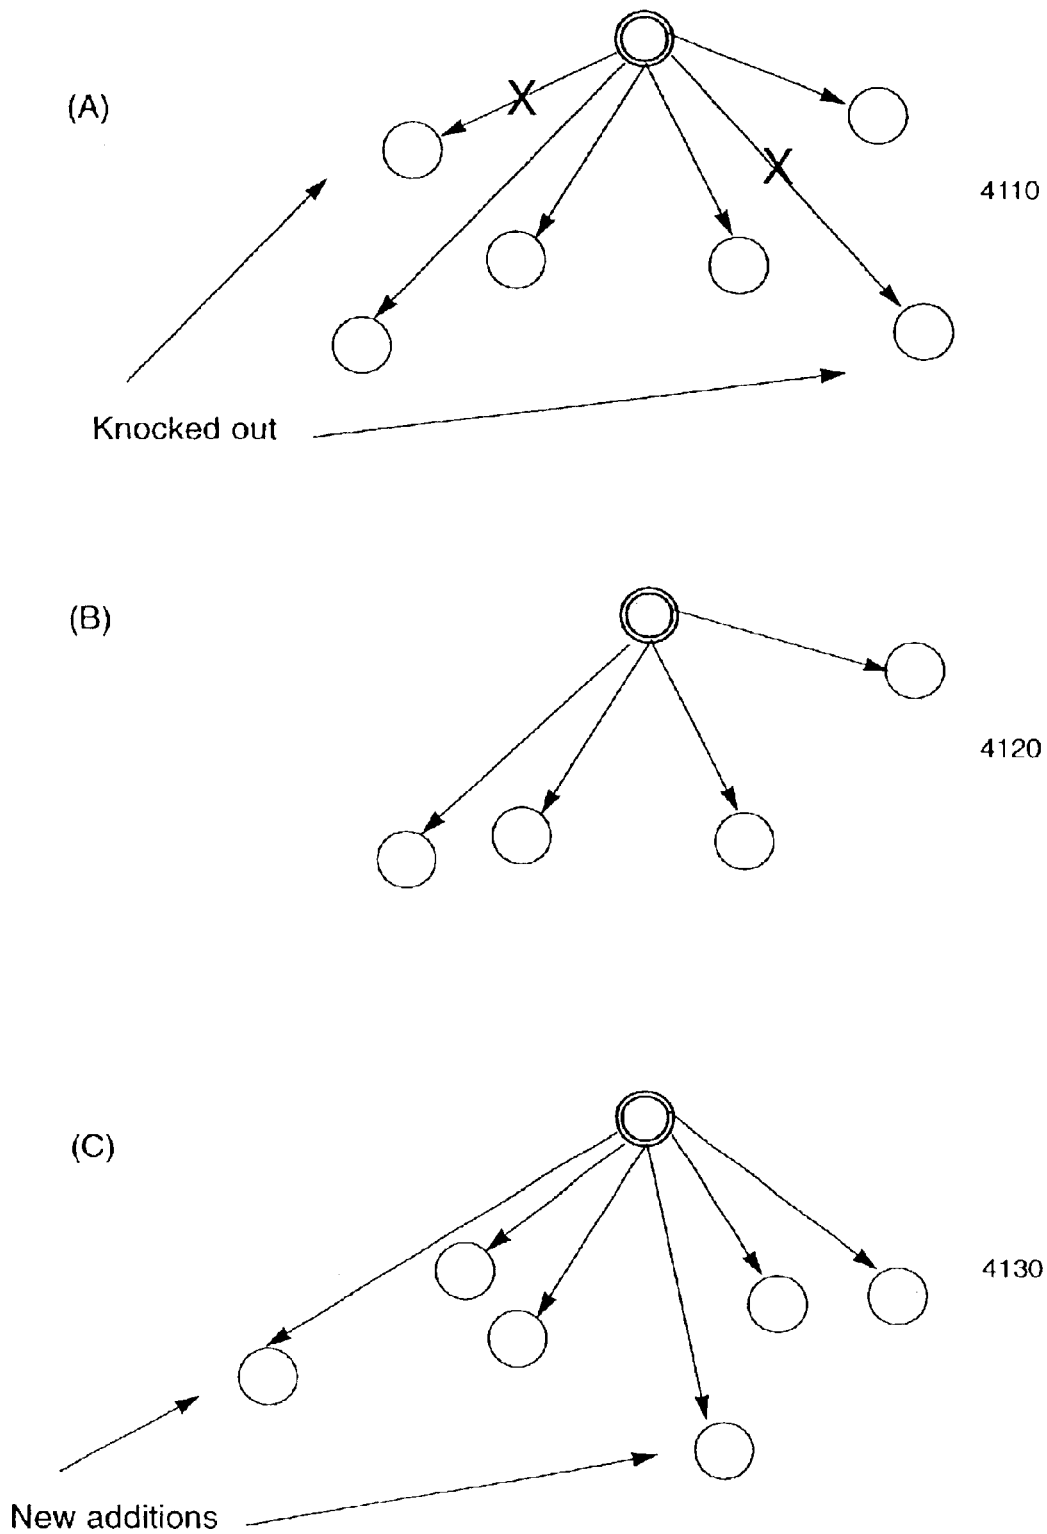 (A)
X
X
4110
Knocked out
(B)
4120
(C)
4130
New additions